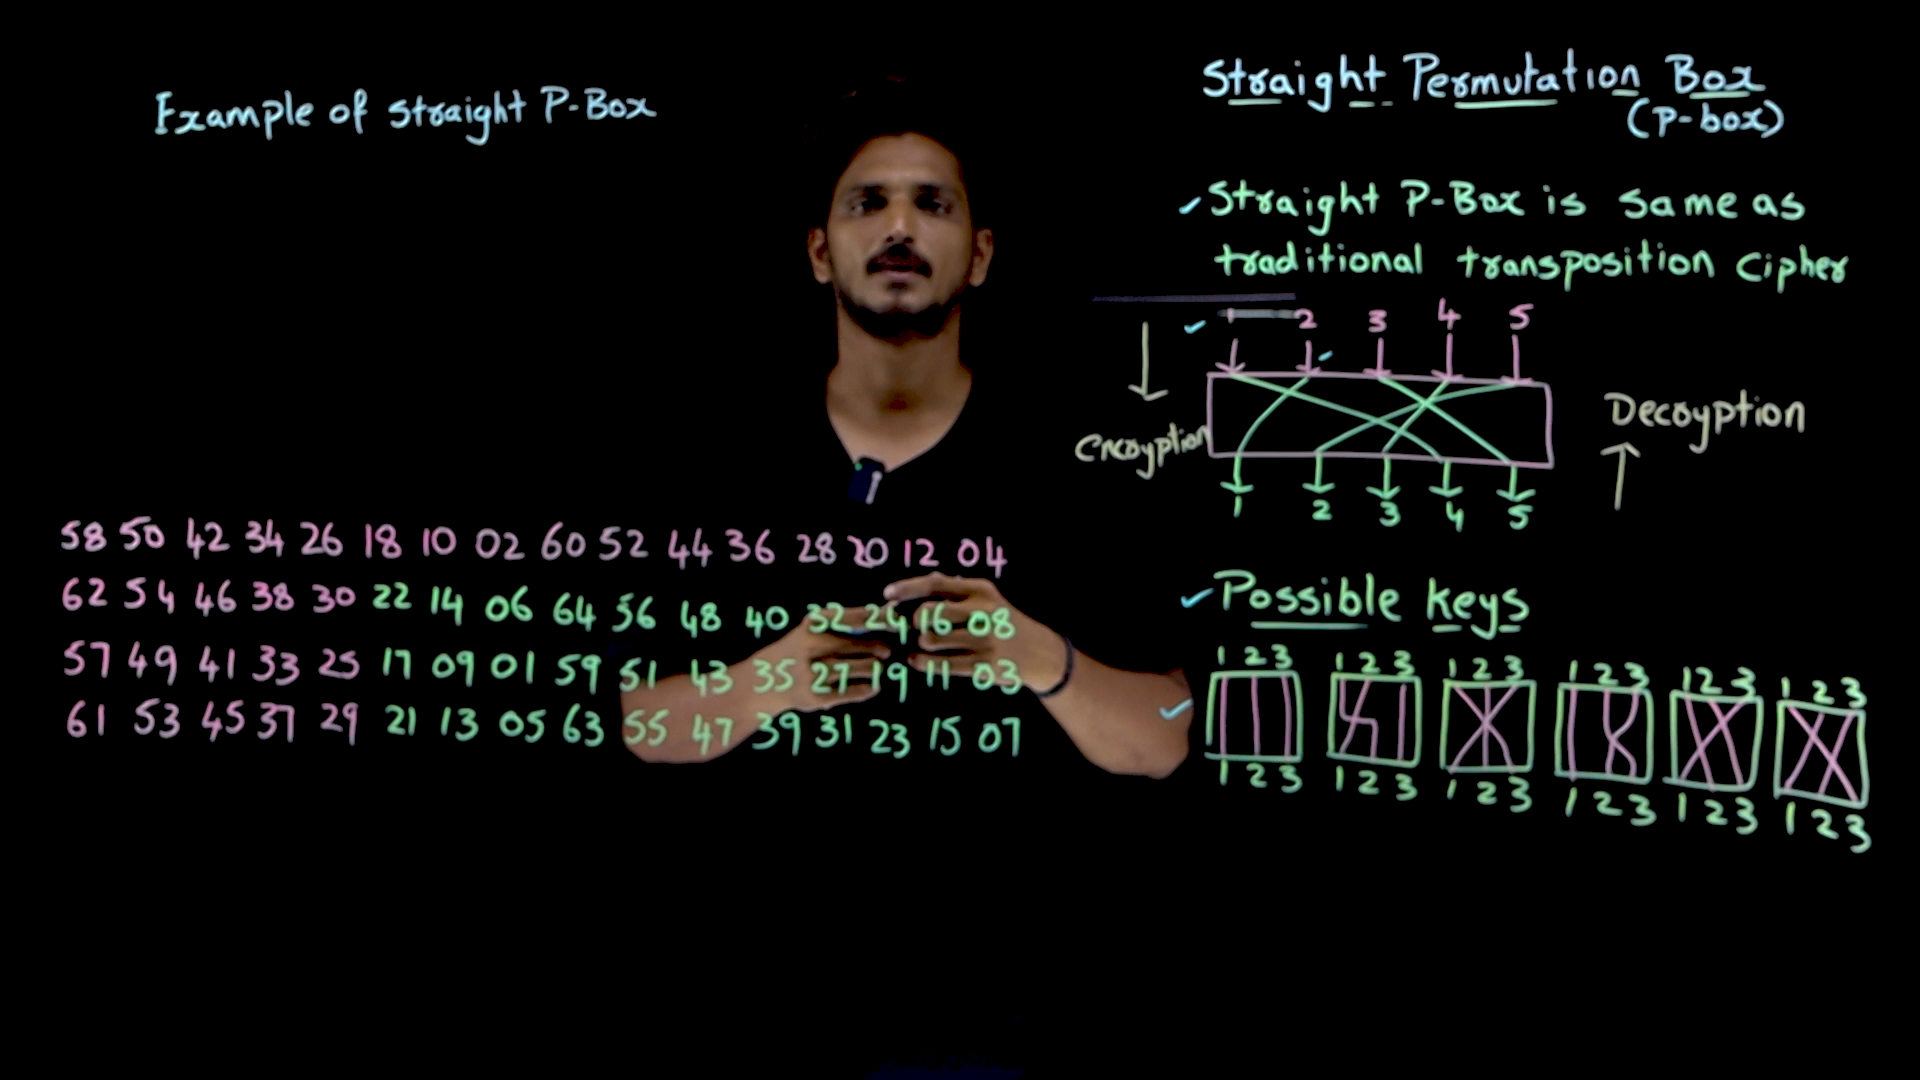 Example of straight P-Box
58 50 42 34 26 18 10 02 60 52 44 36 28 20 12 04
62 54 46 38 30 22 14 06 64 56 48 40 32 24 16 08
57 49 41 33 25 17 09 01 59 51 43 35 27 19 11 03
61 53 45 37 29 21 13 05 63 55 47 39 31 23 15 07
Straight Permutation Box
(P-box)
✓ Straight P-Box is same as
traditional transposition cipher
✓ 1 2 3 4 5
Encryption
Decryption
1 2 3 4 5
✓ Possible keys
1 2 3 1 2 3 1 2 3 1 2 3 1 2 3 1 2 3
1 2 3 1 2 3 1 2 3 1 2 3 1 2 3 1 2 3